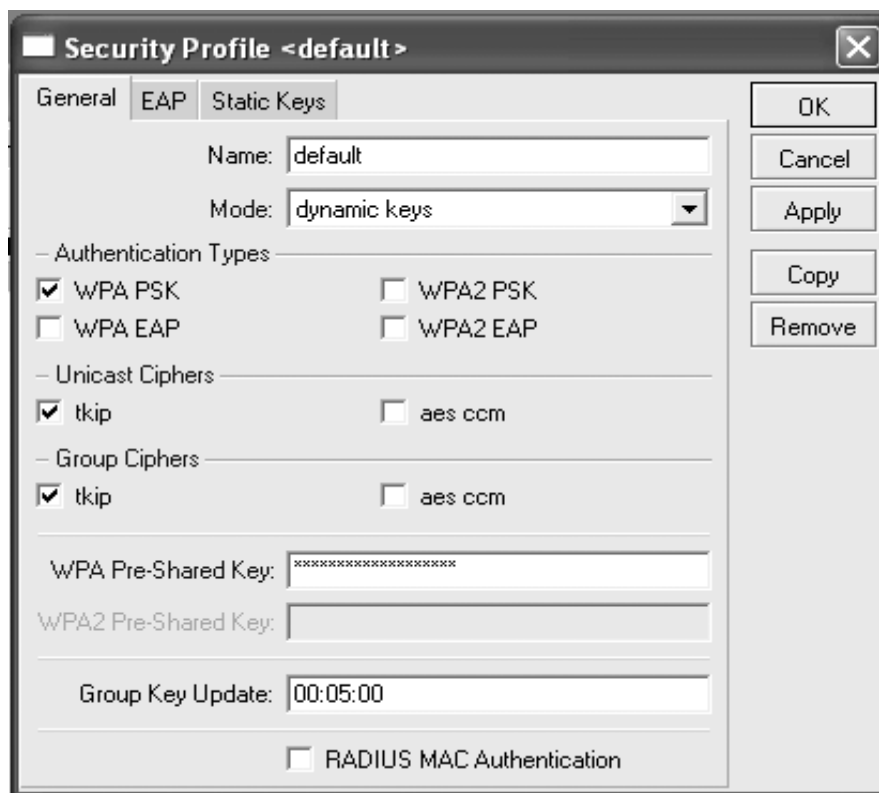 Security Profile <default>
General EAP Static Keys
OK
Name: default
Cancel
Mode: dynamic keys
Apply
Authentication Types
WPA PSK WPA2 PSK
Copy
WPA EAP WPA2 EAP
Remove
Unicast Ciphers
tkip aes ccm
Group Ciphers
tkip aes ccm
WPA Pre-Shared Key: *******************
WPA2 Pre-Shared Key:
Group Key Update: 00:05:00
RADIUS MAC Authentication